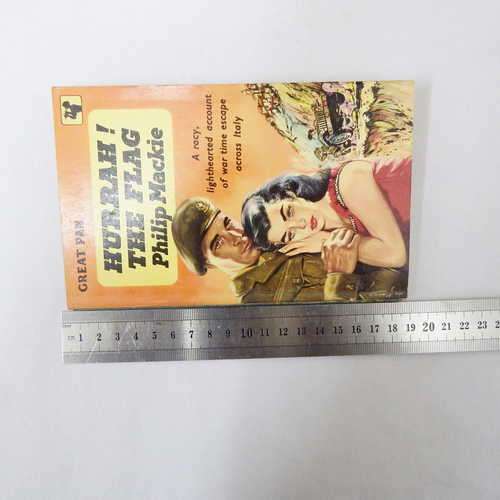 GREAT PAN
HURRAH!
THE FLAG
Philip Mackie
A racy,
lighthearted account
of war time escape
across Italy
cm 1 2 3 4 5 6 7 8 9 10 11 12 13 14 15 16 17 18 19 20 21 22 23